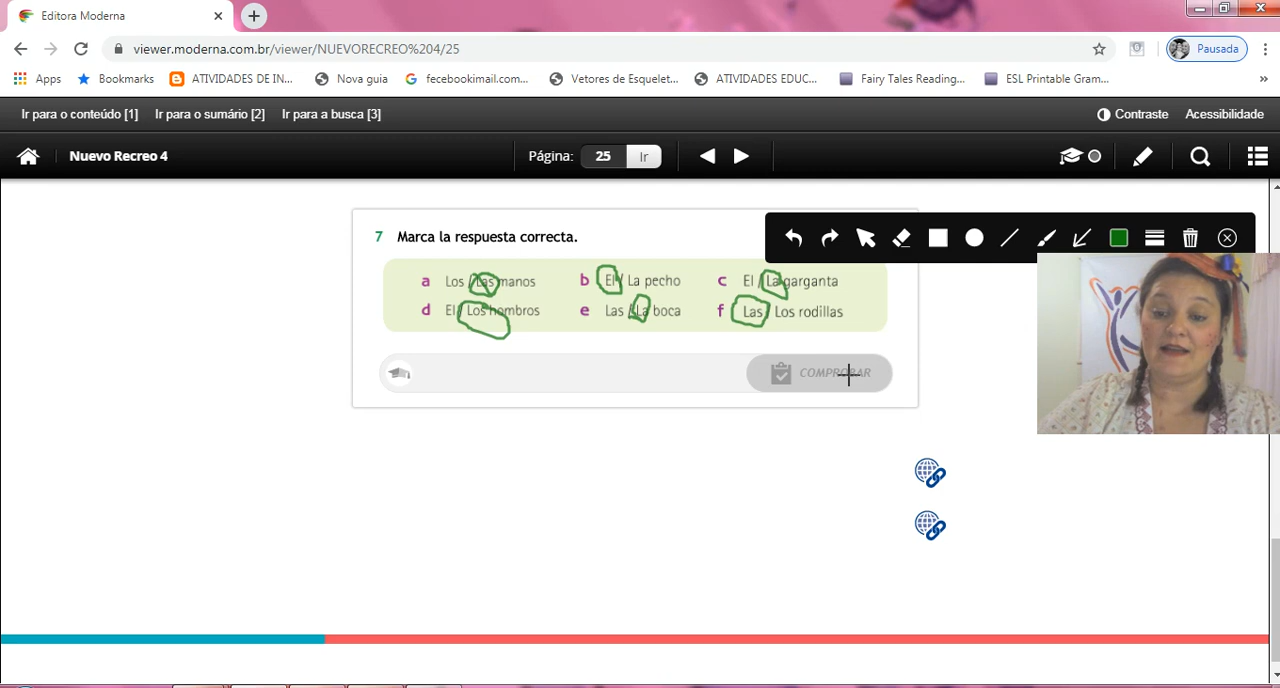 Editora Moderna
viewer.moderna.com.br/viewer/NUEVORECREO%204/25
Pausada
Apps Bookmarks ATIVIDADES DE IN... Nova guia fecebookimail.com... Vetores de Esquelet... ATIVIDADES EDUC... Fairy Tales Reading... ESL Printable Gram... »
Ir para o conteúdo [1] Ir para o sumário [2] Ir para a busca [3] Contraste Acessibilidade
Nuevo Recreo 4 Página: 25 Ir
7 Marca la respuesta correcta.
a Los / Las manos b El / La pecho c El / La garganta
d El / Los hombros e Las / La boca f Las / Los rodillas
COMPROBAR